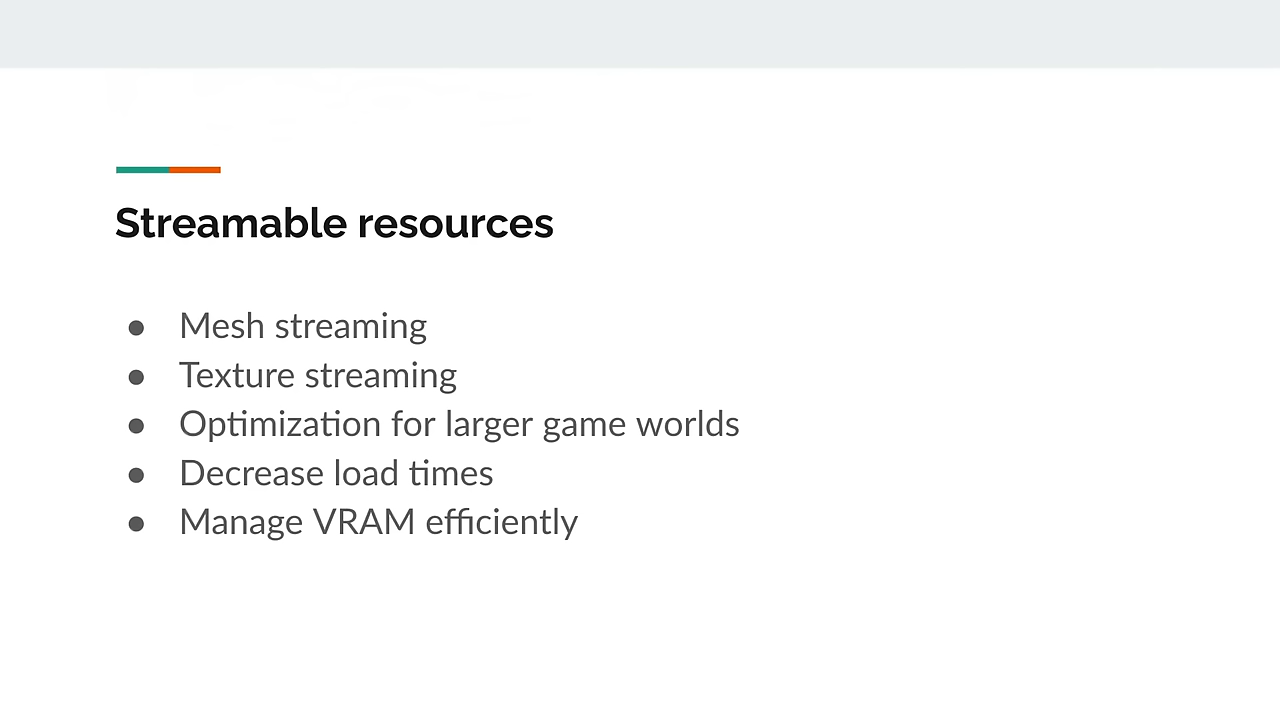 Streamable resources
● Mesh streaming
● Texture streaming
● Optimization for larger game worlds
● Decrease load times
● Manage VRAM efficiently